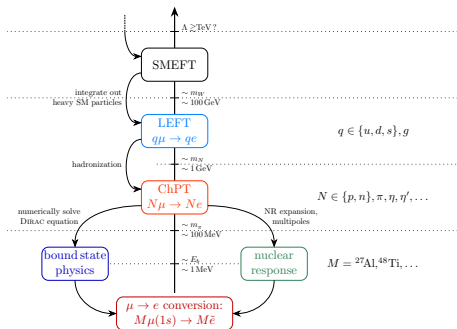 Λ ≳TeV ?
SMEFT
integrate out
heavy SM particles
∼ m_W
∼ 100 GeV
LEFT
qμ → qe
q ∈ {u, d, s}, g
hadronization
∼ m_N
∼ 1 GeV
ChPT
Nμ → Ne
N ∈ {p, n}, π, η, η′, . . .
numerically solve
DIRAC equation
NR expansion,
multipoles
∼ m_π
∼ 100 MeV
bound state
physics
∼ E_b
∼ 1 MeV
nuclear
response
M = ²⁷Al, ⁴⁸Ti, . . .
μ → e conversion:
Mμ(1s) → Mẽ